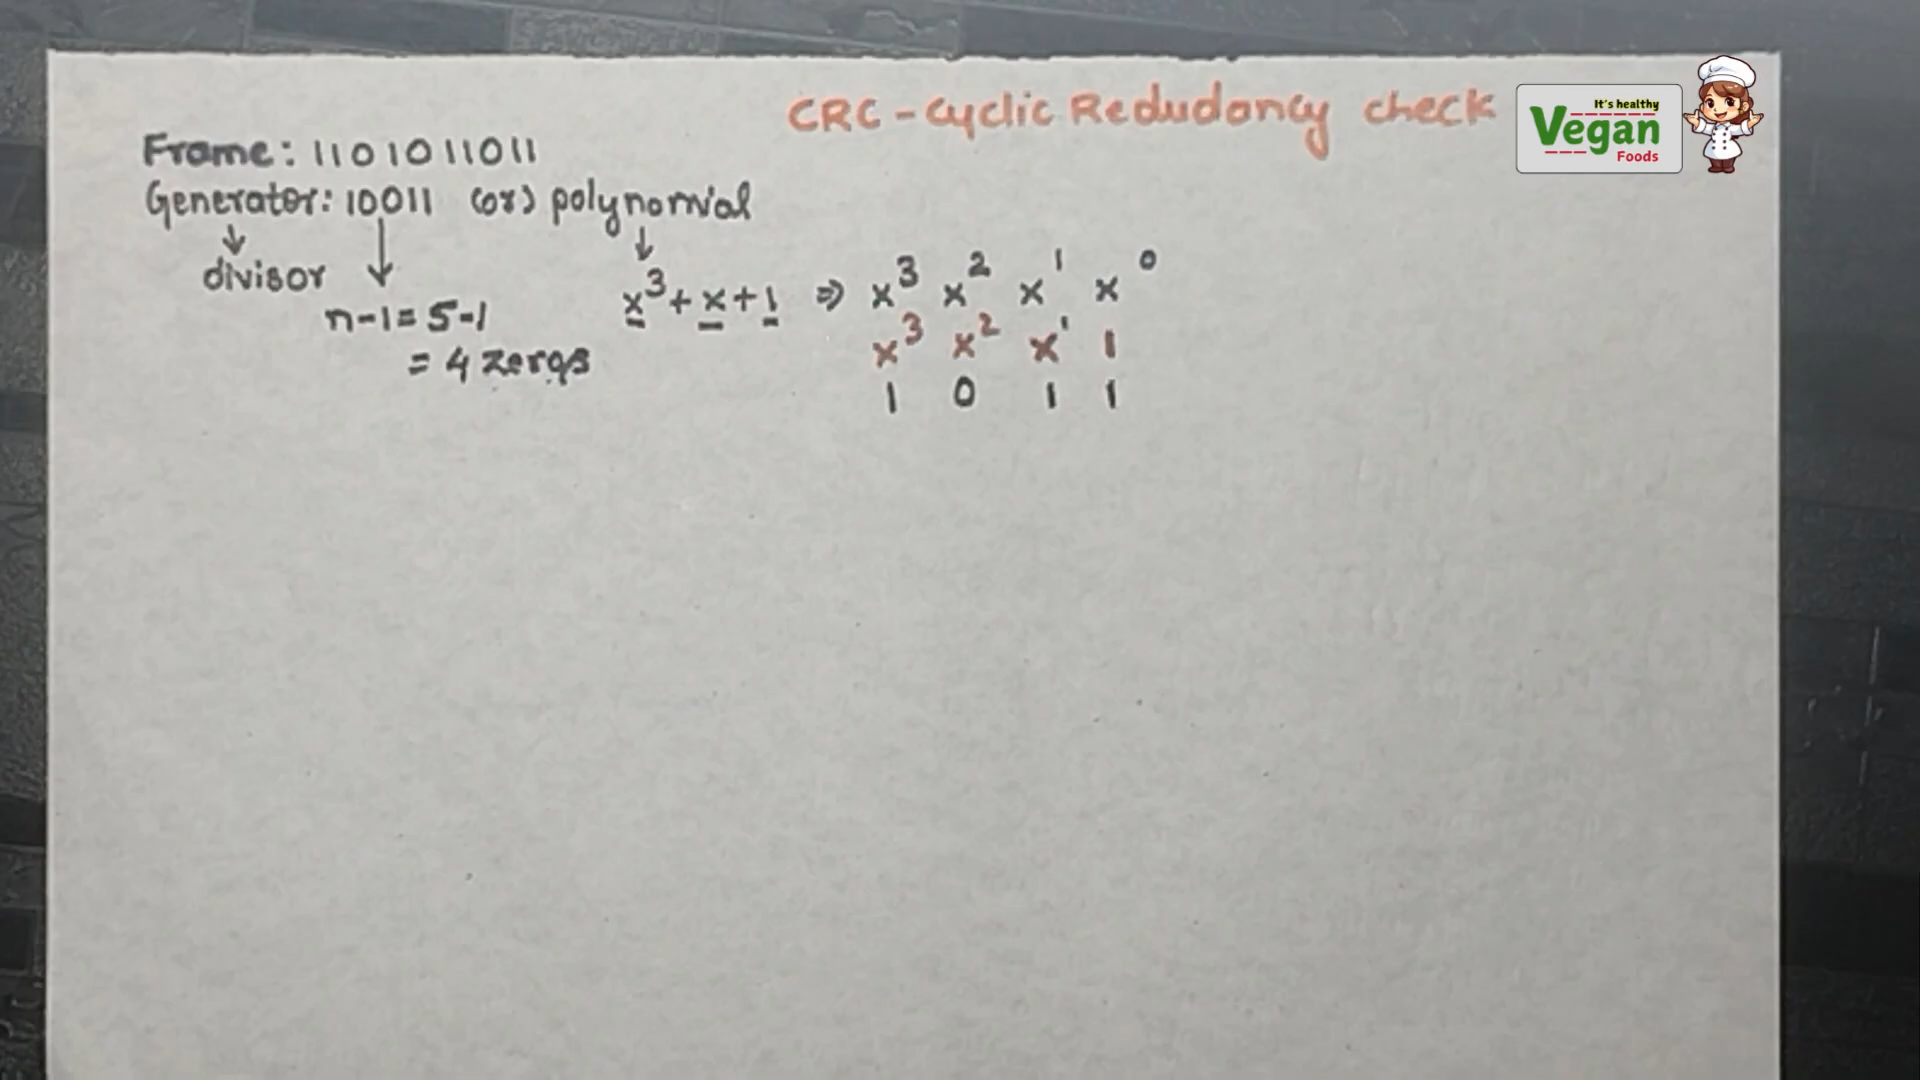 CRC - Cyclic Redudancy check
It's healthy
Vegan
Foods
Frame: 1101011011
Generator: 10011 (or) polynomial
↓ ↓ ↓
divisor
n-1 = 5-1
= 4 zeros
x³ + x + 1 ⇒ x³ x² x¹ x⁰
x³ x² x¹ 1
1 0 1 1